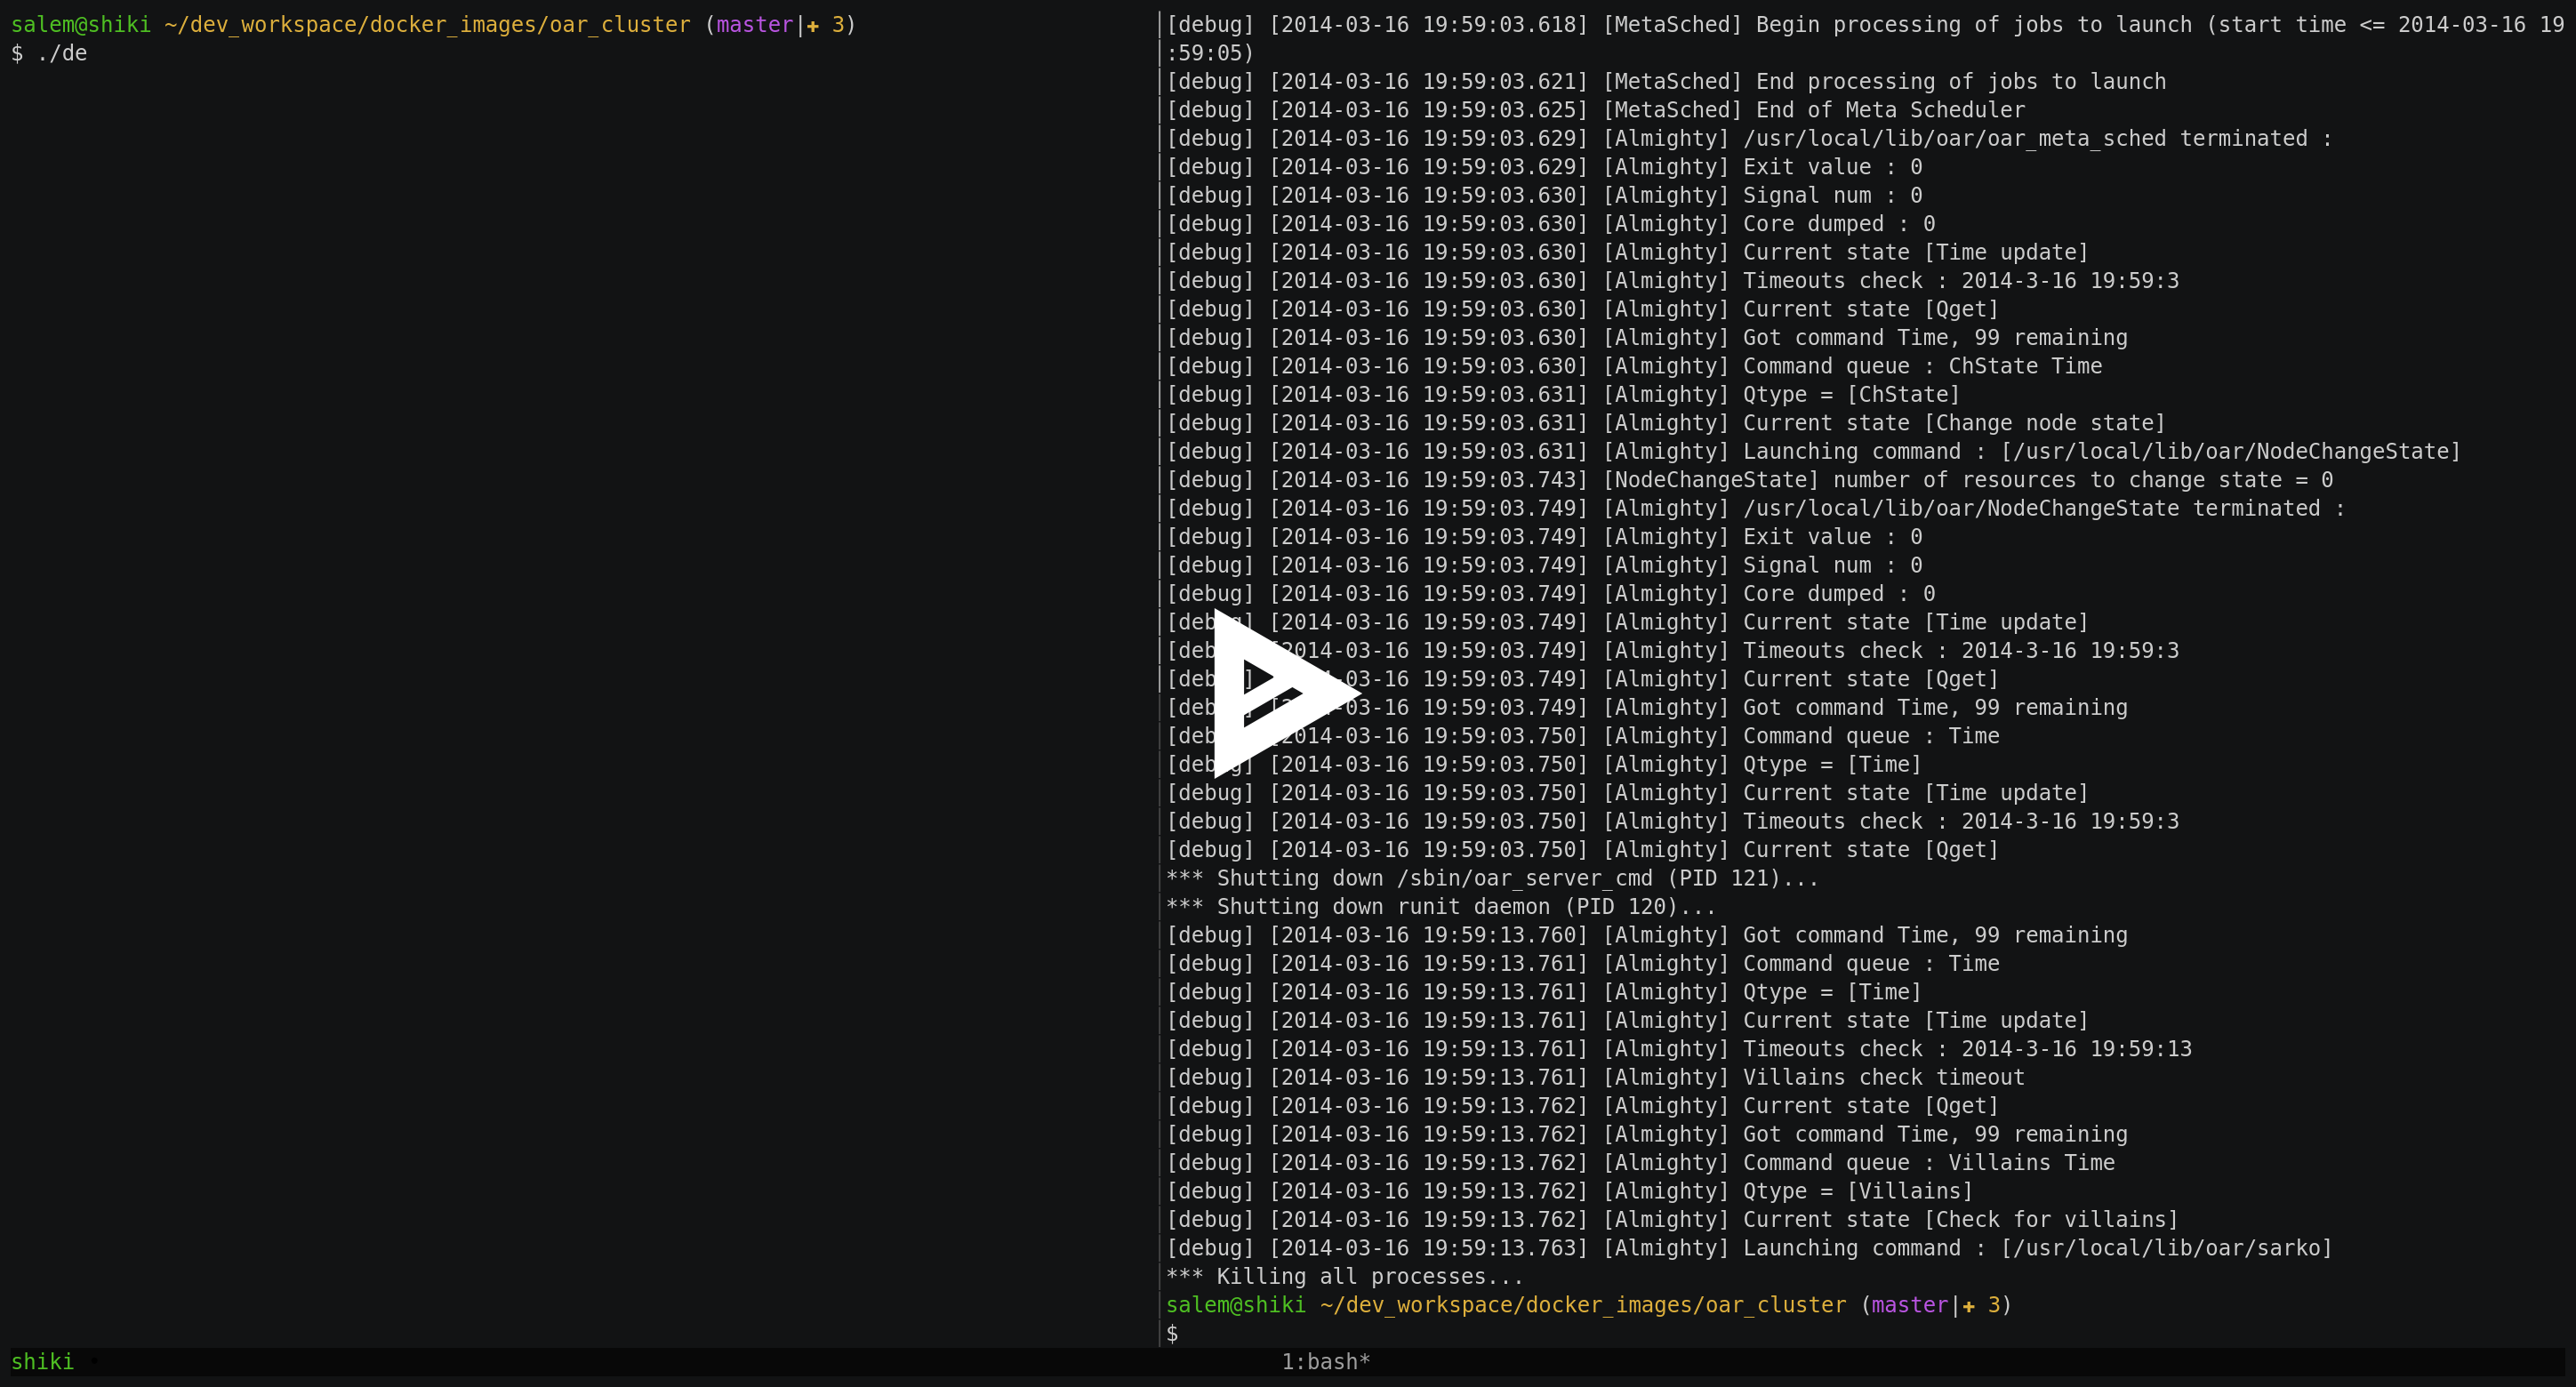 salem@shiki ~/dev_workspace/docker_images/oar_cluster (master|✚ 3)
$ ./de
[debug] [2014-03-16 19:59:03.618] [MetaSched] Begin processing of jobs to launch (start time <= 2014-03-16 19
:59:05)
[debug] [2014-03-16 19:59:03.621] [MetaSched] End processing of jobs to launch
[debug] [2014-03-16 19:59:03.625] [MetaSched] End of Meta Scheduler
[debug] [2014-03-16 19:59:03.629] [Almighty] /usr/local/lib/oar/oar_meta_sched terminated :
[debug] [2014-03-16 19:59:03.629] [Almighty] Exit value : 0
[debug] [2014-03-16 19:59:03.630] [Almighty] Signal num : 0
[debug] [2014-03-16 19:59:03.630] [Almighty] Core dumped : 0
[debug] [2014-03-16 19:59:03.630] [Almighty] Current state [Time update]
[debug] [2014-03-16 19:59:03.630] [Almighty] Timeouts check : 2014-3-16 19:59:3
[debug] [2014-03-16 19:59:03.630] [Almighty] Current state [Qget]
[debug] [2014-03-16 19:59:03.630] [Almighty] Got command Time, 99 remaining
[debug] [2014-03-16 19:59:03.630] [Almighty] Command queue : ChState Time
[debug] [2014-03-16 19:59:03.631] [Almighty] Qtype = [ChState]
[debug] [2014-03-16 19:59:03.631] [Almighty] Current state [Change node state]
[debug] [2014-03-16 19:59:03.631] [Almighty] Launching command : [/usr/local/lib/oar/NodeChangeState]
[debug] [2014-03-16 19:59:03.743] [NodeChangeState] number of resources to change state = 0
[debug] [2014-03-16 19:59:03.749] [Almighty] /usr/local/lib/oar/NodeChangeState terminated :
[debug] [2014-03-16 19:59:03.749] [Almighty] Exit value : 0
[debug] [2014-03-16 19:59:03.749] [Almighty] Signal num : 0
[debug] [2014-03-16 19:59:03.749] [Almighty] Core dumped : 0
[debug] [2014-03-16 19:59:03.749] [Almighty] Current state [Time update]
[debug] [2014-03-16 19:59:03.749] [Almighty] Timeouts check : 2014-3-16 19:59:3
[debug] [2014-03-16 19:59:03.749] [Almighty] Current state [Qget]
[debug] [2014-03-16 19:59:03.749] [Almighty] Got command Time, 99 remaining
[debug] [2014-03-16 19:59:03.750] [Almighty] Command queue : Time
[debug] [2014-03-16 19:59:03.750] [Almighty] Qtype = [Time]
[debug] [2014-03-16 19:59:03.750] [Almighty] Current state [Time update]
[debug] [2014-03-16 19:59:03.750] [Almighty] Timeouts check : 2014-3-16 19:59:3
[debug] [2014-03-16 19:59:03.750] [Almighty] Current state [Qget]
*** Shutting down /sbin/oar_server_cmd (PID 121)...
*** Shutting down runit daemon (PID 120)...
[debug] [2014-03-16 19:59:13.760] [Almighty] Got command Time, 99 remaining
[debug] [2014-03-16 19:59:13.761] [Almighty] Command queue : Time
[debug] [2014-03-16 19:59:13.761] [Almighty] Qtype = [Time]
[debug] [2014-03-16 19:59:13.761] [Almighty] Current state [Time update]
[debug] [2014-03-16 19:59:13.761] [Almighty] Timeouts check : 2014-3-16 19:59:13
[debug] [2014-03-16 19:59:13.761] [Almighty] Villains check timeout
[debug] [2014-03-16 19:59:13.762] [Almighty] Current state [Qget]
[debug] [2014-03-16 19:59:13.762] [Almighty] Got command Time, 99 remaining
[debug] [2014-03-16 19:59:13.762] [Almighty] Command queue : Villains Time
[debug] [2014-03-16 19:59:13.762] [Almighty] Qtype = [Villains]
[debug] [2014-03-16 19:59:13.762] [Almighty] Current state [Check for villains]
[debug] [2014-03-16 19:59:13.763] [Almighty] Launching command : [/usr/local/lib/oar/sarko]
*** Killing all processes...
salem@shiki ~/dev_workspace/docker_images/oar_cluster (master|✚ 3)
$
shiki 1:bash*